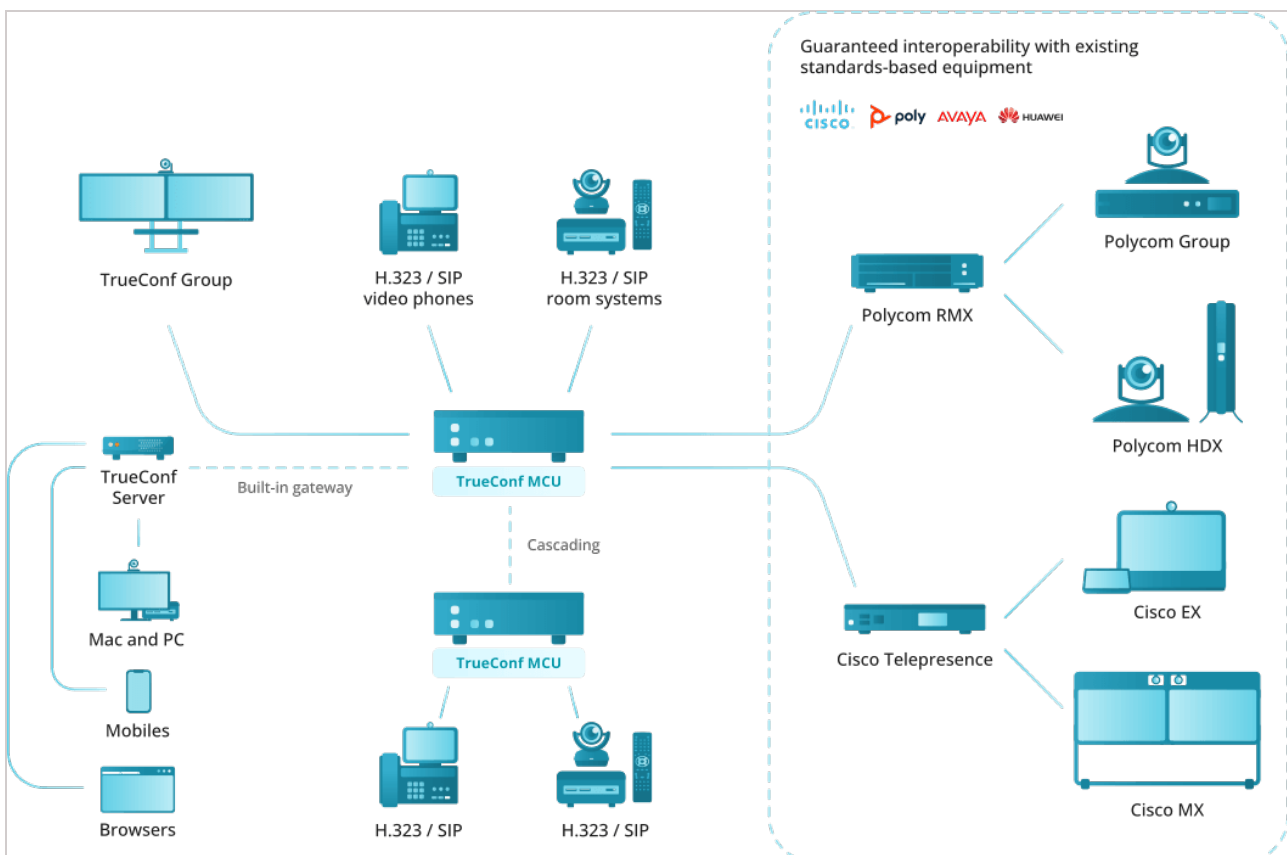 Guaranteed interoperability with existing
standards-based equipment
CISCO
poly
AVAYA
HUAWEI
TrueConf Group
H.323 / SIP
video phones
H.323 / SIP
room systems
Polycom RMX
Polycom Group
Polycom HDX
TrueConf
Server
Built-in gateway
TrueConf MCU
Cascading
TrueConf MCU
Mac and PC
Mobiles
Browsers
H.323 / SIP
H.323 / SIP
Cisco Telepresence
Cisco EX
Cisco MX